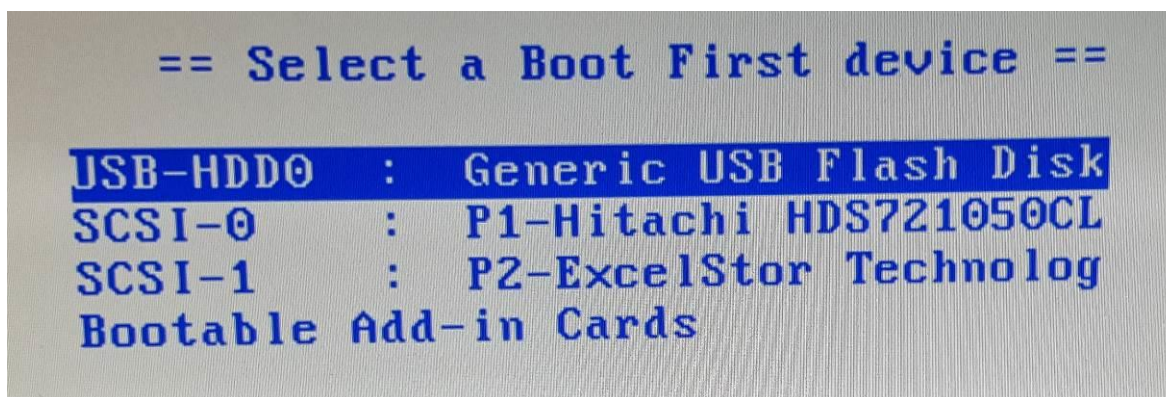 == Select a Boot First device ==
USB-HDD0 : Generic USB Flash Disk
SCSI-0 : P1-Hitachi HDS721050CL
SCSI-1 : P2-ExcelStor Technolog
Bootable Add-in Cards